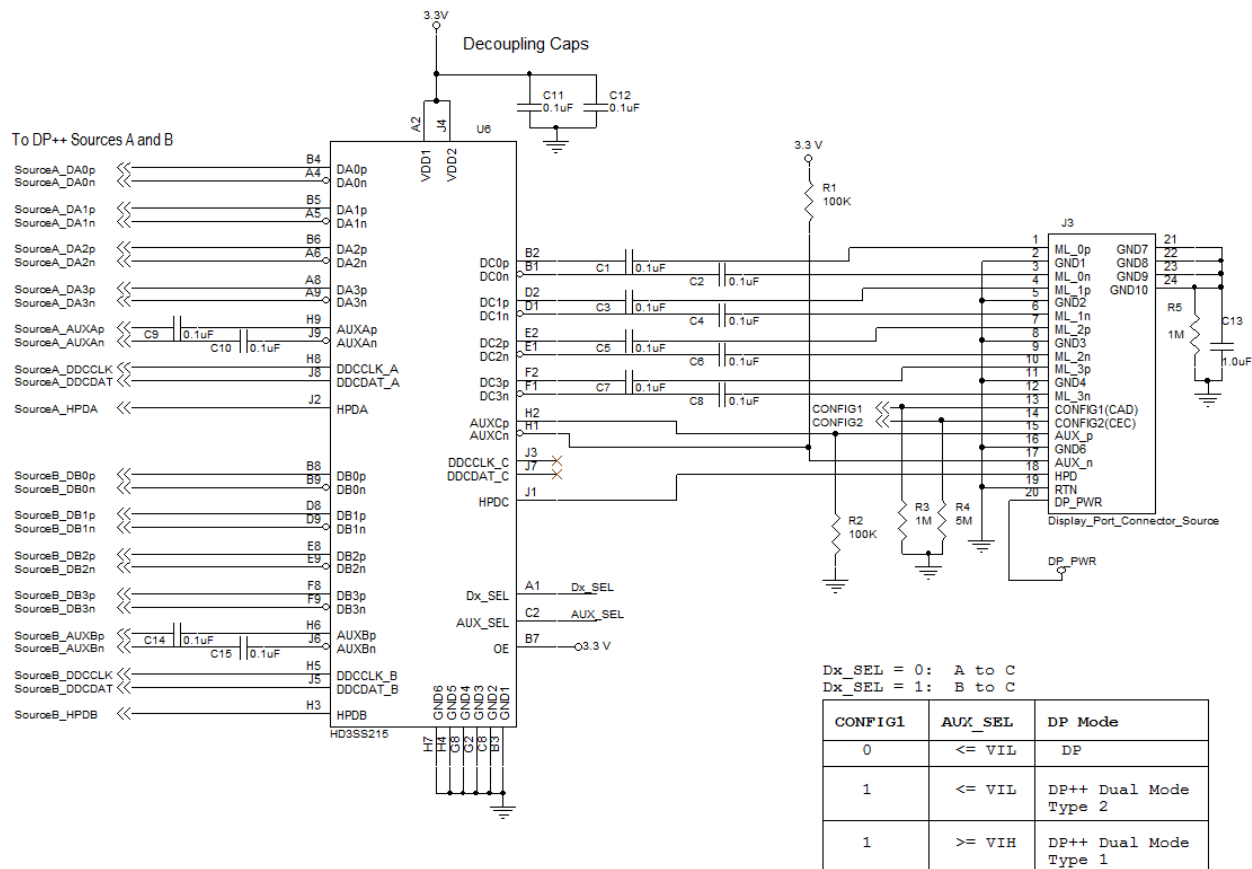 3.3V
Decoupling Caps
C11
0.1uF
C12
0.1uF
A2
J4
U6
VDD1
VDD2
To DP++ Sources A and B
SourceA_DA0p B4 DA0p
SourceA_DA0n A4 DA0n
SourceA_DA1p B5 DA1p
SourceA_DA1n A5 DA1n
SourceA_DA2p B6 DA2p
SourceA_DA2n A6 DA2n
SourceA_DA3p A8 DA3p
SourceA_DA3n A9 DA3n
SourceA_AUXAp C9 0.1uF H9 AUXAp
SourceA_AUXAn C10 0.1uF J9 AUXAn
SourceA_DDCCLK H8 DDCCLK_A
SourceA_DDCDAT J8 DDCDAT_A
SourceA_HPDA J2 HPDA
SourceB_DB0p B8 DB0p
SourceB_DB0n B9 DB0n
SourceB_DB1p D8 DB1p
SourceB_DB1n D9 DB1n
SourceB_DB2p E8 DB2p
SourceB_DB2n E9 DB2n
SourceB_DB3p F8 DB3p
SourceB_DB3n F9 DB3n
SourceB_AUXBp C14 0.1uF H6 AUXBp
SourceB_AUXBn C15 0.1uF J6 AUXBn
SourceB_DDCCLK H5 DDCCLK_B
SourceB_DDCDAT J5 DDCDAT_B
SourceB_HPDB H3 HPDB
HD3SS215
GND6 GND5 GND4 GND3 GND2 GND1
H7 H4 G8 G2 C8 B3
DC0p B2 C1 0.1uF
DC0n B1 C2 0.1uF
DC1p D2 C3 0.1uF
DC1n D1 C4 0.1uF
DC2p E2 C5 0.1uF
DC2n E1 C6 0.1uF
DC3p F2 C7 0.1uF
DC3n F1 C8 0.1uF
AUXCp H2
AUXCn H1
DDCCLK_C J3
DDCDAT_C J7
HPDC J1
Dx_SEL A1 Dx_SEL
AUX_SEL C2 AUX_SEL
OE B7 3.3 V
3.3 V
R1
100K
R2
100K
CONFIG1
CONFIG2
R3
1M
R4
5M
J3
1 ML_0p
2 GND1
3 ML_0n
4 ML_1p
5 GND2
6 ML_1n
7 ML_2p
8 GND3
9 ML_2n
10 ML_3p
11 GND4
12 ML_3n
13 CONFIG1(CAD)
14 CONFIG2(CEC)
15 AUX_p
16 GND6
17 AUX_n
18 HPD
19 RTN
20 DP_PWR
GND7 21
GND8 22
GND9 23
GND10 24
Display_Port_Connector_Source
R5
1M
C13
1.0uF
DP_PWR
Dx_SEL = 0: A to C
Dx_SEL = 1: B to C
CONFIG1 AUX_SEL DP Mode
0 <= VIL DP
1 <= VIL DP++ Dual Mode
Type 2
1 >= VIH DP++ Dual Mode
Type 1